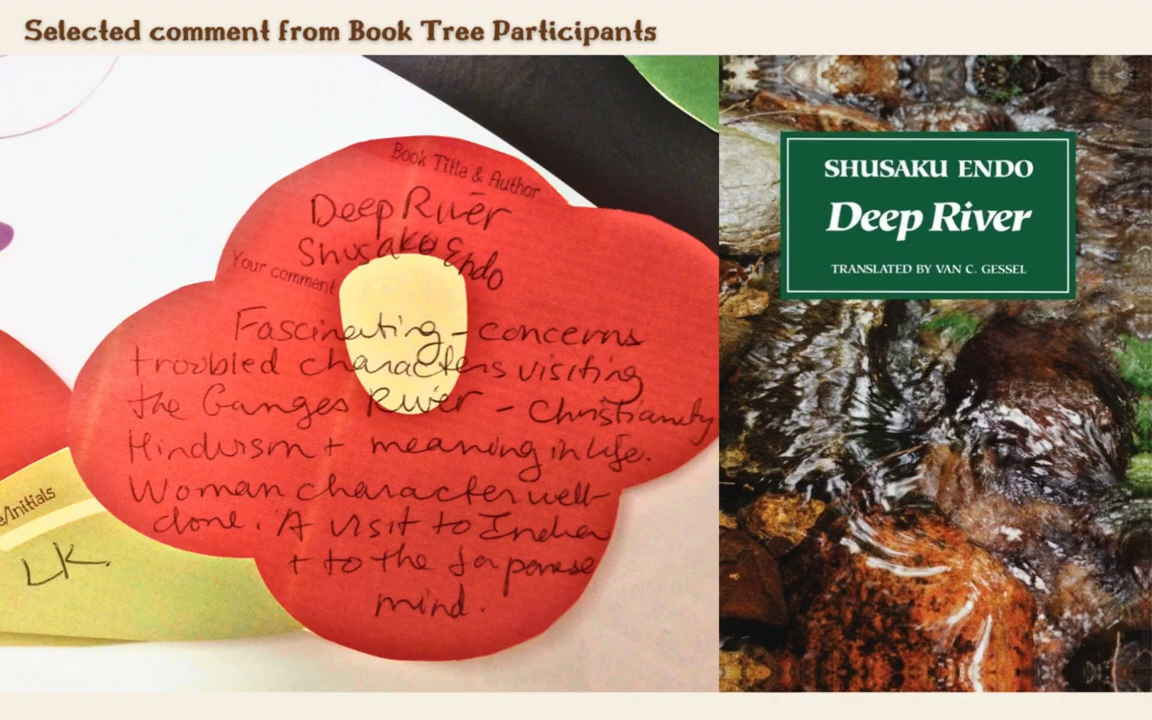 Selected comment from Book Tree Participants
Book Title & Author
Deep River
Shusaku Endo
Your comment
Fascinating - concerns
troubled characters visiting
the Ganges River - Christianity
Hinduism + meaning in life.
Woman character well-
done. A visit to India
+ to the Japanese
mind.
e/Initials
LK.
SHUSAKU ENDO
Deep River
TRANSLATED BY VAN C. GESSEL